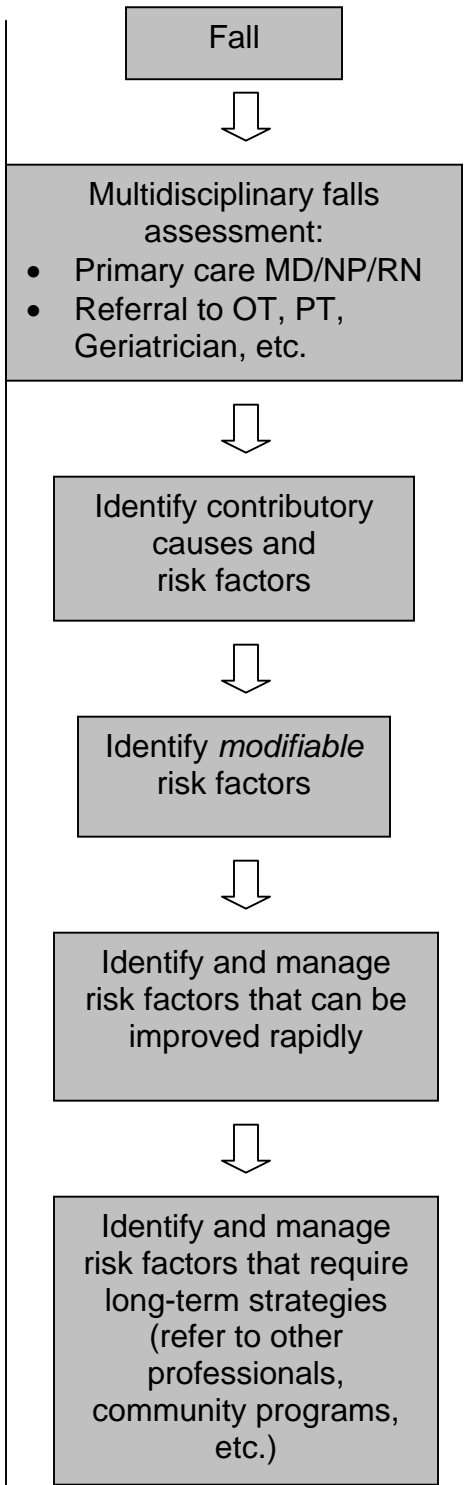 Fall
Multidisciplinary falls
assessment:
• Primary care MD/NP/RN
• Referral to OT, PT,
Geriatrician, etc.
Identify contributory
causes and
risk factors
Identify modifiable
risk factors
Identify and manage
risk factors that can be
improved rapidly
Identify and manage
risk factors that require
long-term strategies
(refer to other
professionals,
community programs,
etc.)